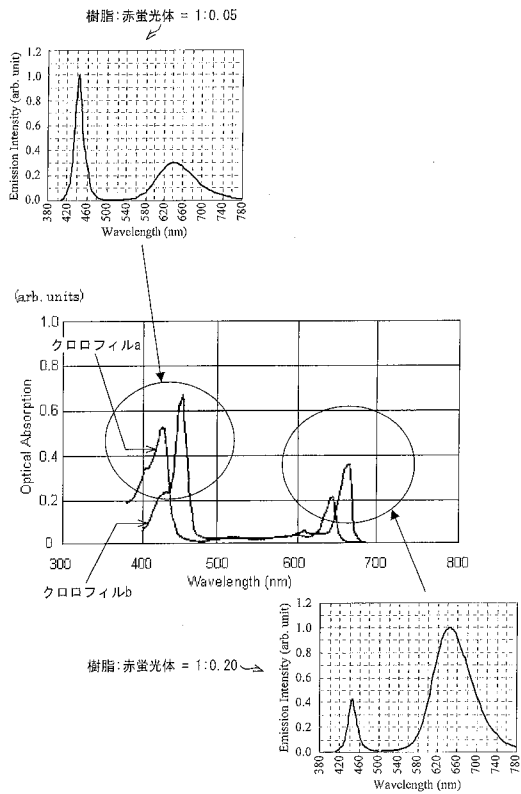 樹脂：赤蛍光体 = 1:0.05
Emission Intensity (arb. unit)
1.2
1.0
0.8
0.6
0.4
0.2
0.0
380 420 460 500 540 580 620 660 700 740 780
Wavelength (nm)
(arb. units)
Optical Absorption
1.0
0.8
0.6
0.4
0.2
0
クロロフィルa
クロロフィルb
300 400 500 600 700 800
Wavelength (nm)
樹脂：赤蛍光体 = 1:0.20
Emission Intensity (arb. unit)
1.2
1.0
0.8
0.6
0.4
0.2
0.0
380 420 460 500 540 580 620 660 700 740 780
Wavelength (nm)